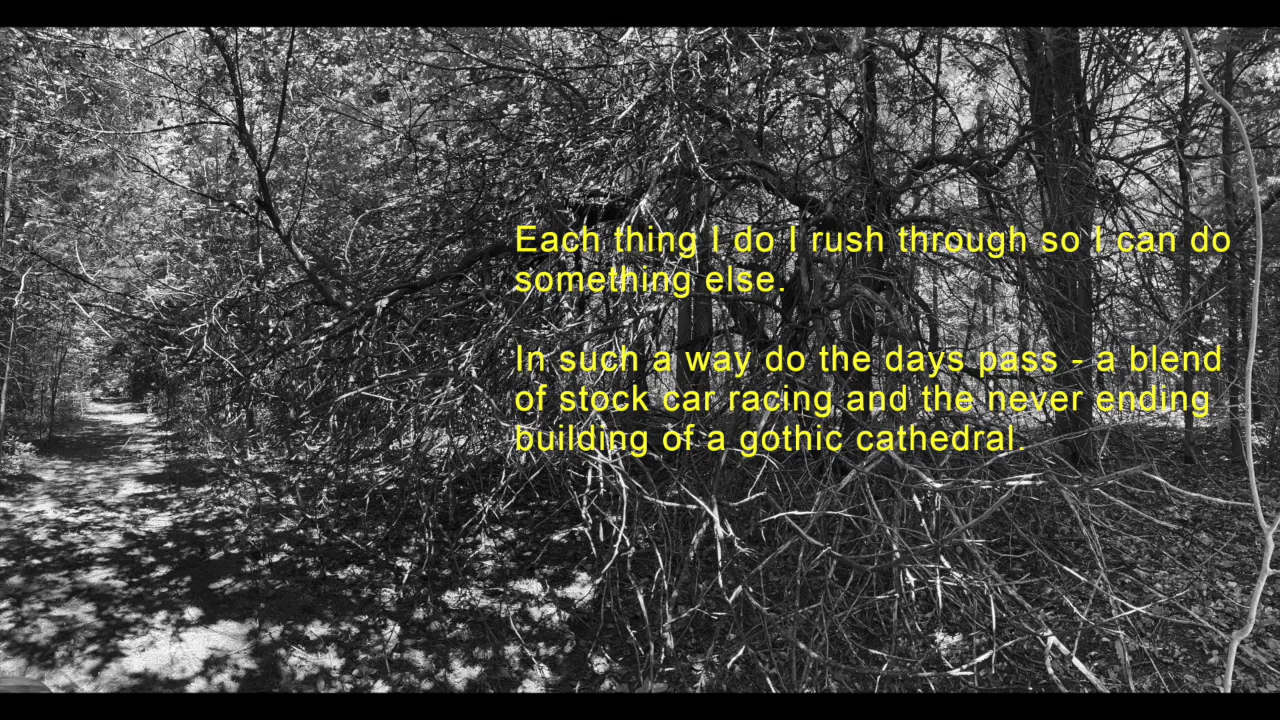 Each thing I do I rush through so I can do
something else.
In such a way do the days pass - a blend
of stock car racing and the never ending
building of a gothic cathedral.